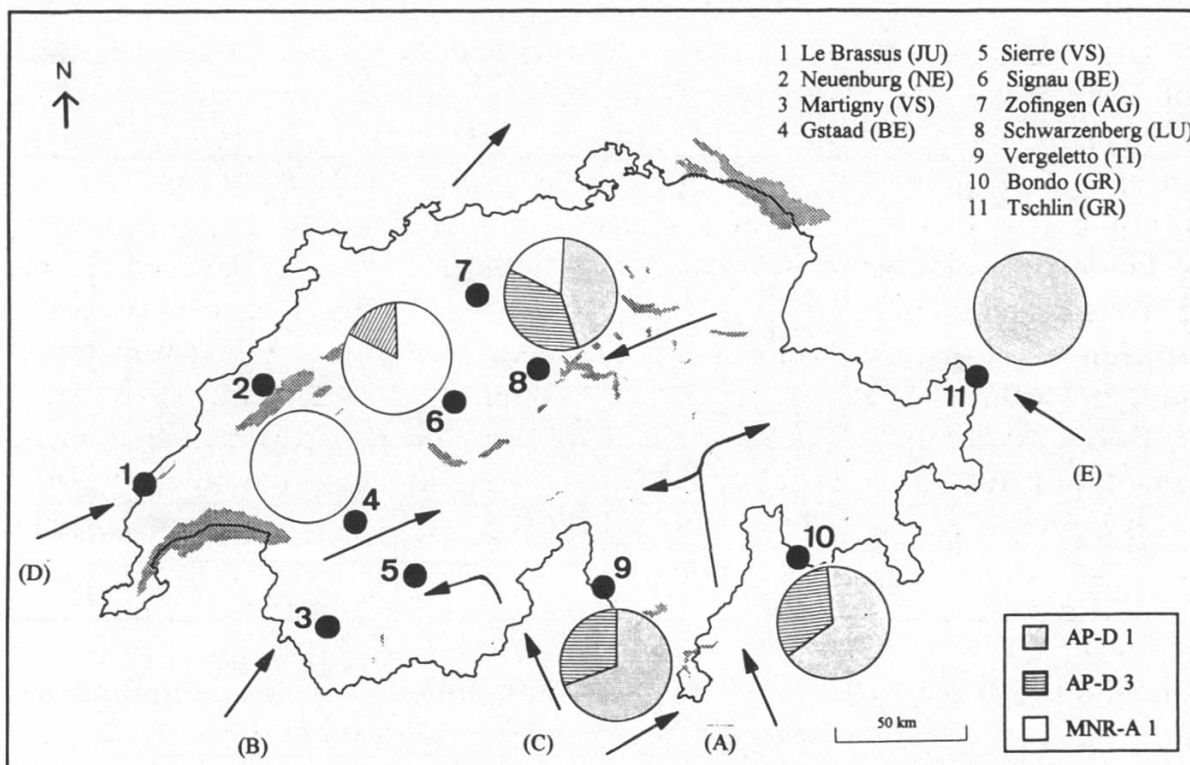 N
1 Le Brassus (JU)
2 Neuenburg (NE)
3 Martigny (VS)
4 Gstaad (BE)
5 Sierre (VS)
6 Signau (BE)
7 Zofingen (AG)
8 Schwarzenberg (LU)
9 Vergeletto (TI)
10 Bondo (GR)
11 Tschlin (GR)
7
8
2
6
11
1
4
(E)
10
5
9
(D)
3
AP-D 1
AP-D 3
MNR-A 1
50 km
(B)
(C)
(A)